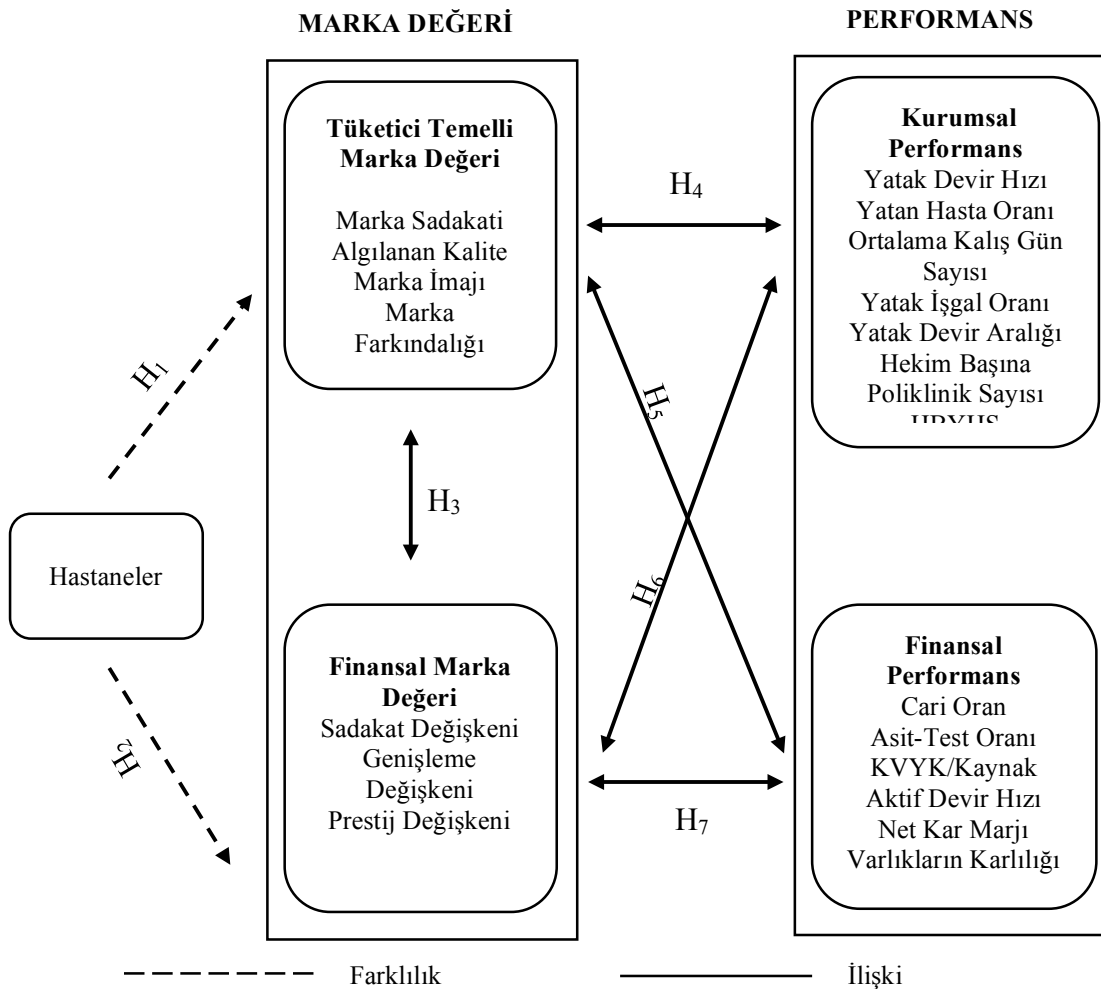 MARKA DEĞERİ
PERFORMANS
Tüketici Temelli
Marka Değeri
Marka Sadakati
Algılanan Kalite
Marka İmajı
Marka
Farkındalığı
Kurumsal
Performans
Yatak Devir Hızı
Yatan Hasta Oranı
Ortalama Kalış Gün
Sayısı
Yatak İşgal Oranı
Yatak Devir Aralığı
Hekim Başına
Poliklinik Sayısı
H4
H1
H5
H3
H6
Hastaneler
H2
Finansal Marka
Değeri
Sadakat Değişkeni
Genişleme
Değişkeni
Prestij Değişkeni
H7
Finansal
Performans
Cari Oran
Asit-Test Oranı
KVYK/Kaynak
Aktif Devir Hızı
Net Kar Marjı
Varlıkların Karlılığı
Farklılık
İlişki